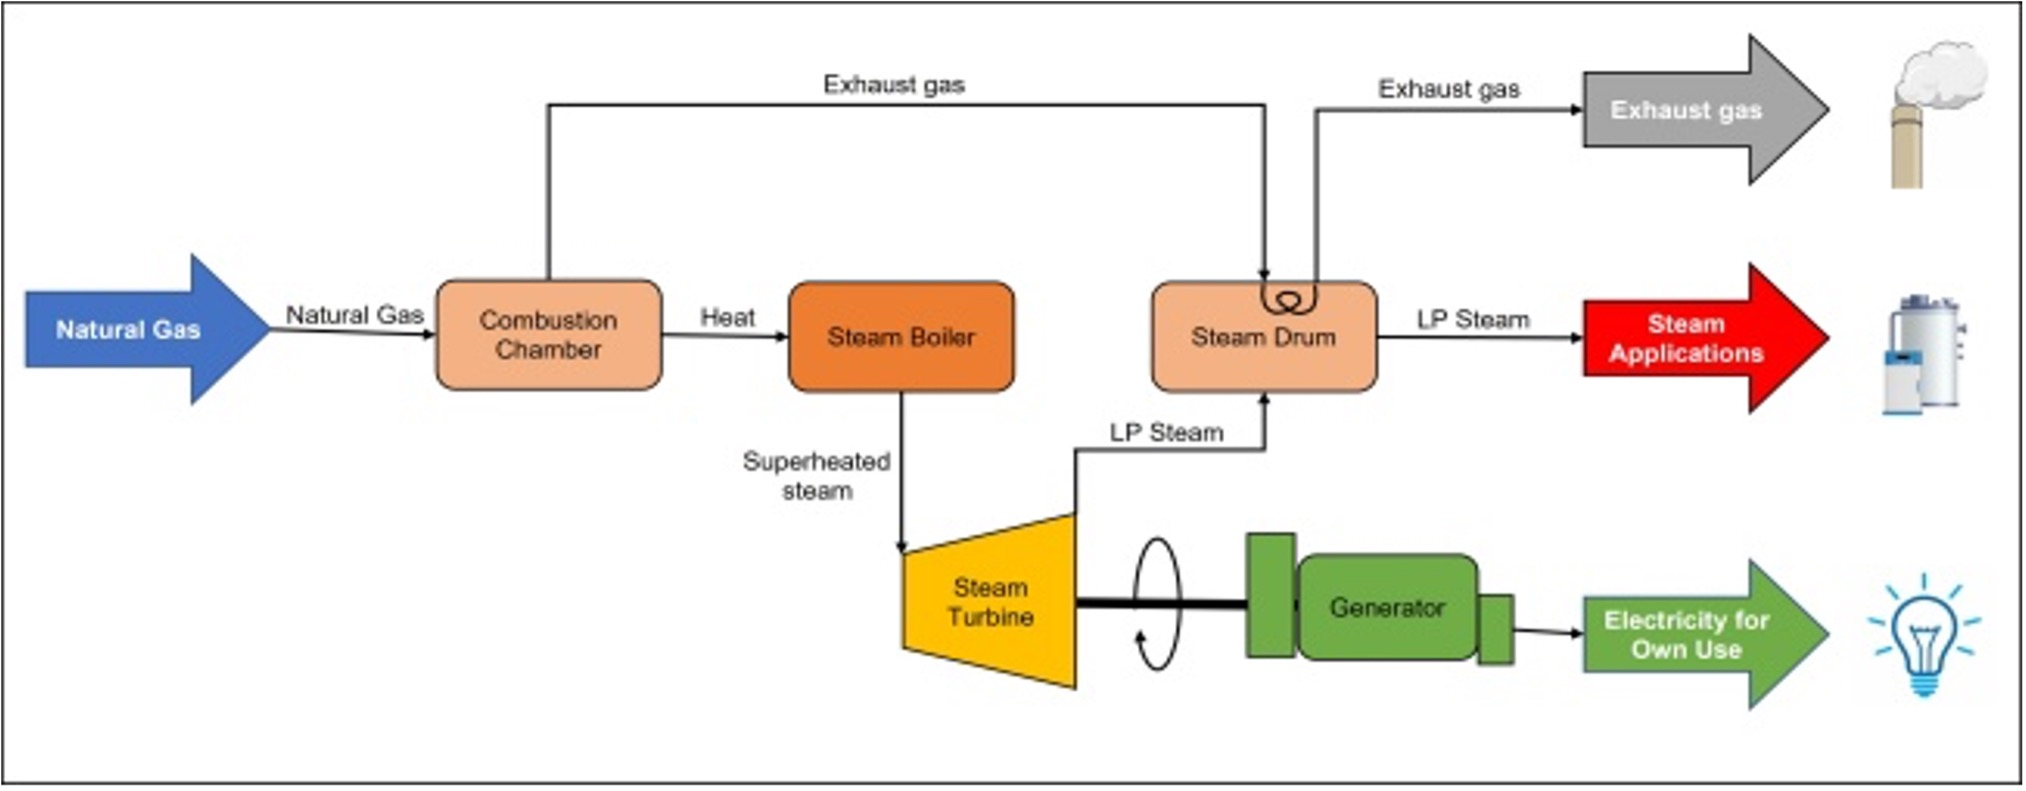 Exhaust gas
Exhaust gas
Exhaust gas
Natural Gas
Natural Gas
Combustion
Chamber
Heat
Steam Boiler
Steam Drum
LP Steam
Steam
Applications
Superheated
steam
LP Steam
Steam
Turbine
Generator
Electricity for
Own Use